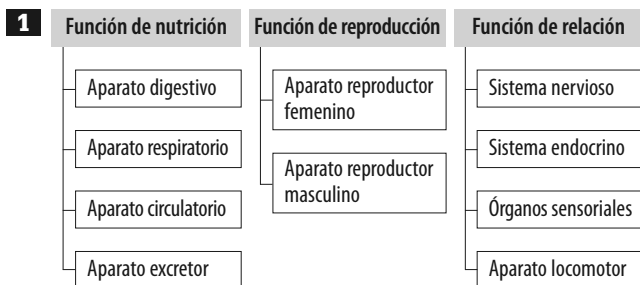 1
Función de nutrición
Aparato digestivo
Aparato respiratorio
Aparato circulatorio
Aparato excretor
Función de reproducción
Aparato reproductor
femenino
Aparato reproductor
masculino
Función de relación
Sistema nervioso
Sistema endocrino
Órganos sensoriales
Aparato locomotor